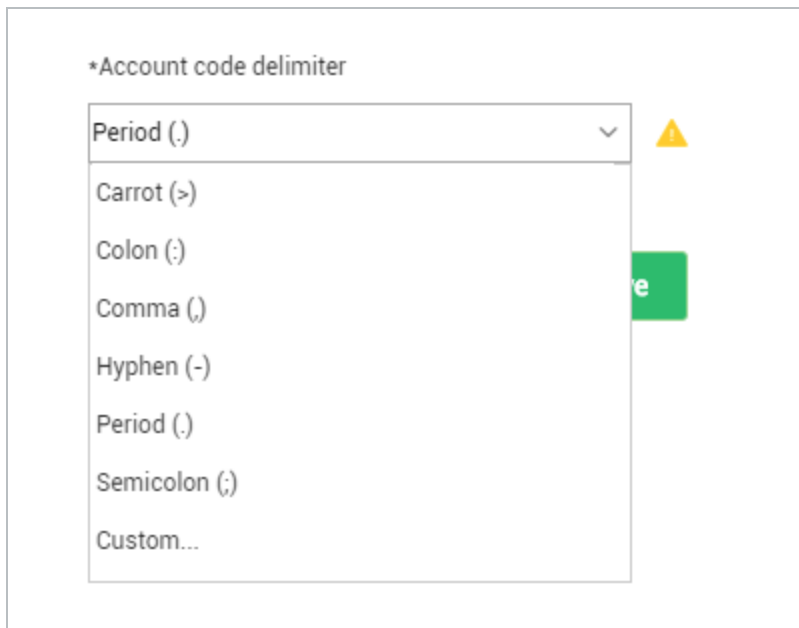 *Account code delimiter
Period (.)
Carrot (>)
Colon (:)
Comma (,)
Hyphen (-)
Period (.)
Semicolon (;)
Custom...